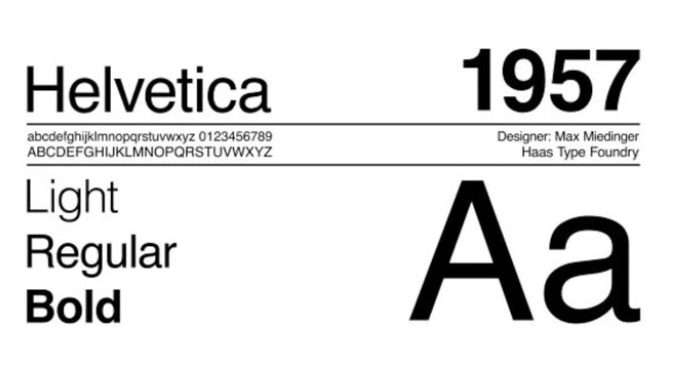 Helvetica
1957
abcdefghijklmnopqrstuvwxyz 0123456789
ABCDEFGHIJKLMNOPQRSTUVWXYZ
Designer: Max Miedinger
Haas Type Foundry
Light
Regular
Bold
Aa